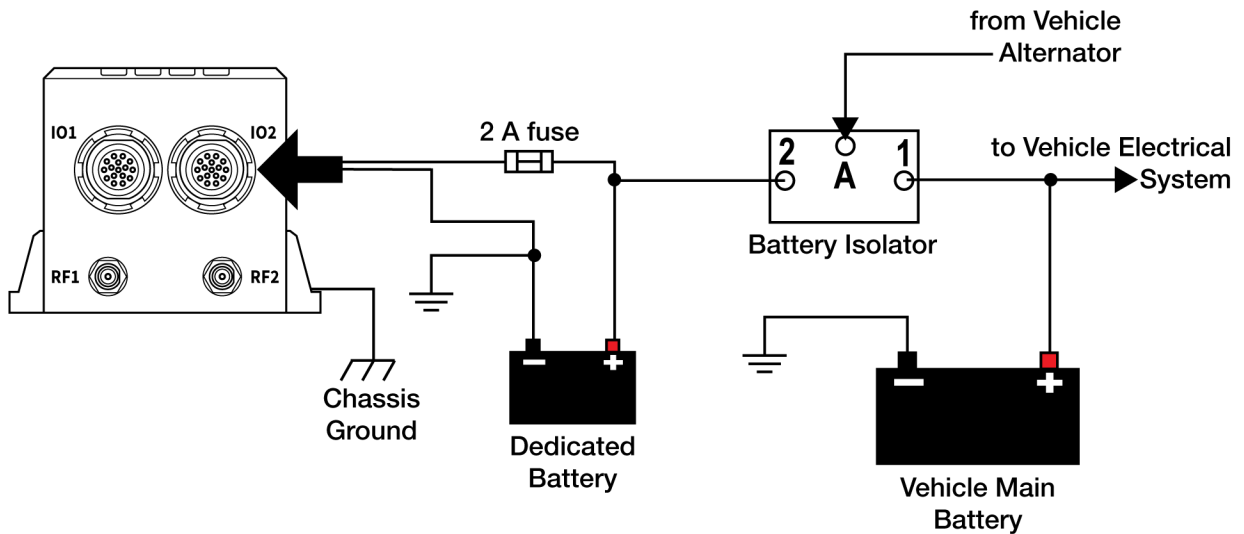 from Vehicle
Alternator
IO1
IO2
2 A fuse
2
A
1
to Vehicle Electrical
System
Battery Isolator
RF1
RF2
Chassis
Ground
Dedicated
Battery
Vehicle Main
Battery